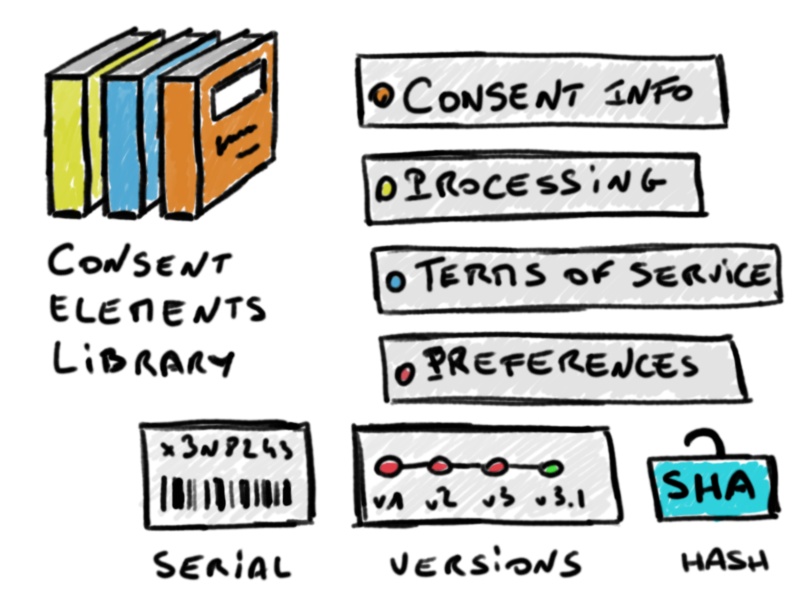 CONSENT INFO
PROCESSING
TERMS OF SERVICE
PREFERENCES
CONSENT
ELEMENTS
LIBRARY
x3N8243
v1 v2 v3 v3.1
SHA
SERIAL
VERSIONS
HASH